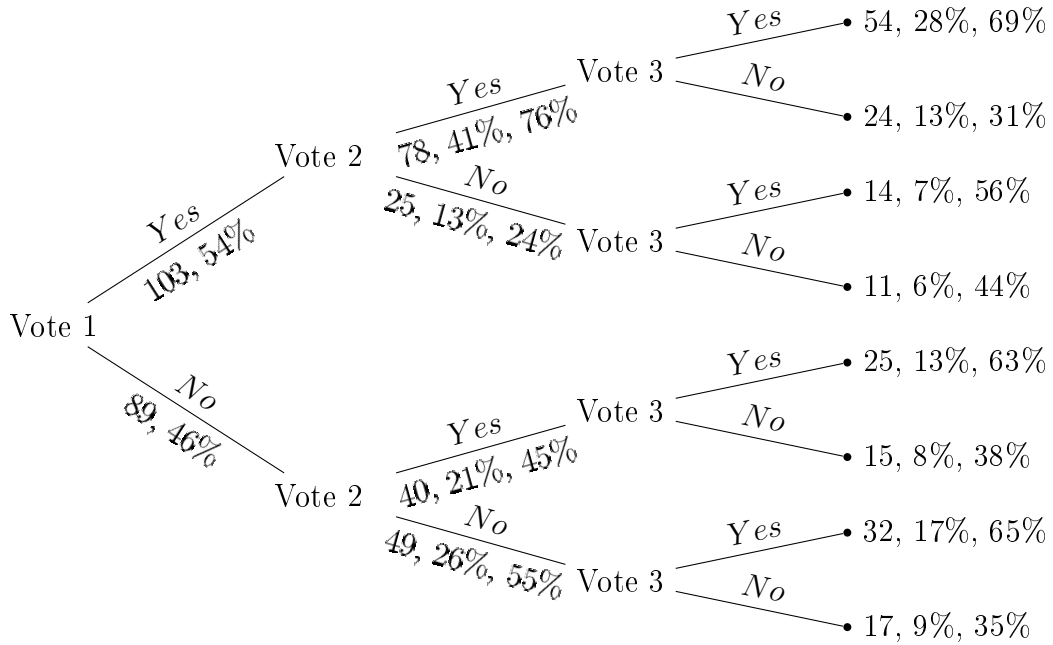 Vote 1
Yes
103, 54%
No
89, 46%
Vote 2
Yes
78, 41%, 76%
No
25, 13%, 24%
Vote 3
Yes
54, 28%, 69%
No
24, 13%, 31%
Vote 3
Yes
14, 7%, 56%
No
11, 6%, 44%
Vote 2
Yes
40, 21%, 45%
No
49, 26%, 55%
Vote 3
Yes
25, 13%, 63%
No
15, 8%, 38%
Vote 3
Yes
32, 17%, 65%
No
17, 9%, 35%